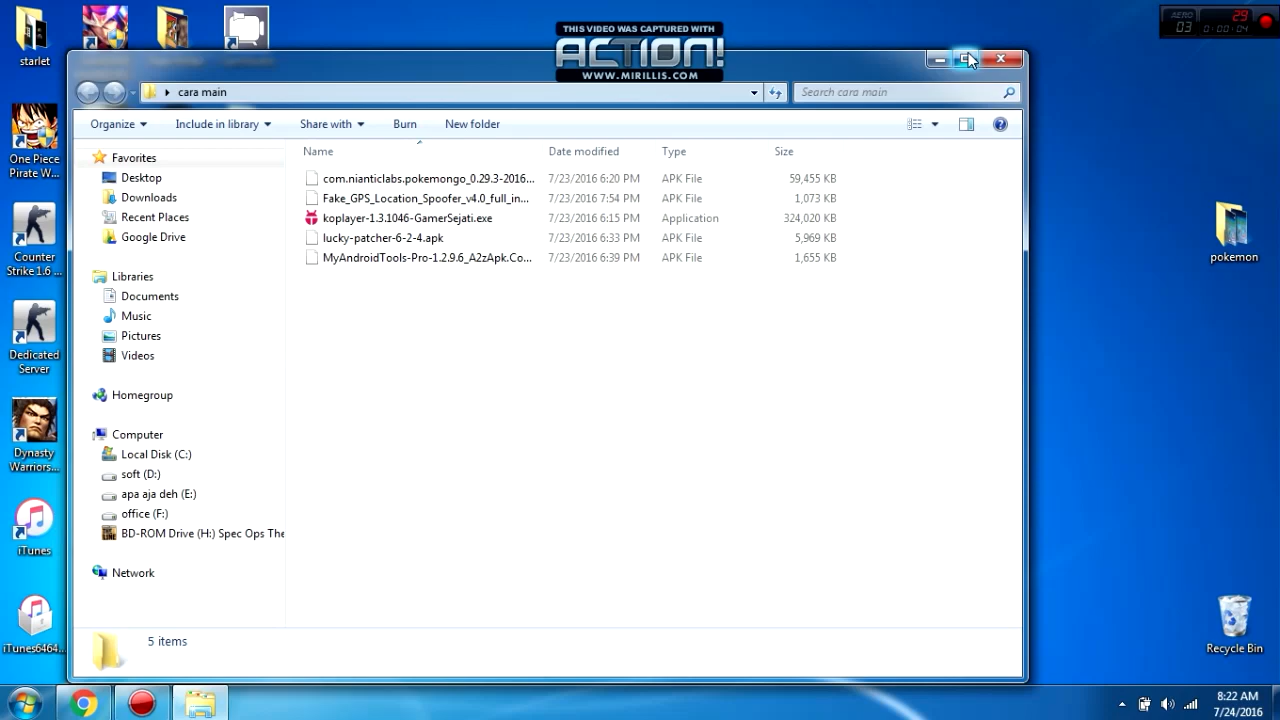 THIS VIDEO WAS CAPTURED WITH
ACTION!
WWW.MIRILLIS.COM
AERO
03
29
1:00:04
starlet
One Piece
Pirate W...
Counter
Strike 1.6 ...
Dedicated
Server
Dynasty
Warriors...
iTunes
iTunes6464...
cara main
Search cara main
Organize
Include in library
Share with
Burn
New folder
Name Date modified Type Size
com.nianticlabs.pokemongo_0.29.3-2016... 7/23/2016 6:20 PM APK File 59,455 KB
Fake_GPS_Location_Spoofer_v4.0_full_in... 7/23/2016 7:54 PM APK File 1,073 KB
koplayer-1.3.1046-GamerSejati.exe 7/23/2016 6:15 PM Application 324,020 KB
lucky-patcher-6-2-4.apk 7/23/2016 6:33 PM APK File 5,969 KB
MyAndroidTools-Pro-1.2.9.6_A2zApk.Co... 7/23/2016 6:39 PM APK File 1,655 KB
Favorites
Desktop
Downloads
Recent Places
Google Drive
Libraries
Documents
Music
Pictures
Videos
Homegroup
Computer
Local Disk (C:)
soft (D:)
apa aja deh (E:)
office (F:)
BD-ROM Drive (H:) Spec Ops The
Network
5 items
pokemon
Recycle Bin
8:22 AM
7/24/2016